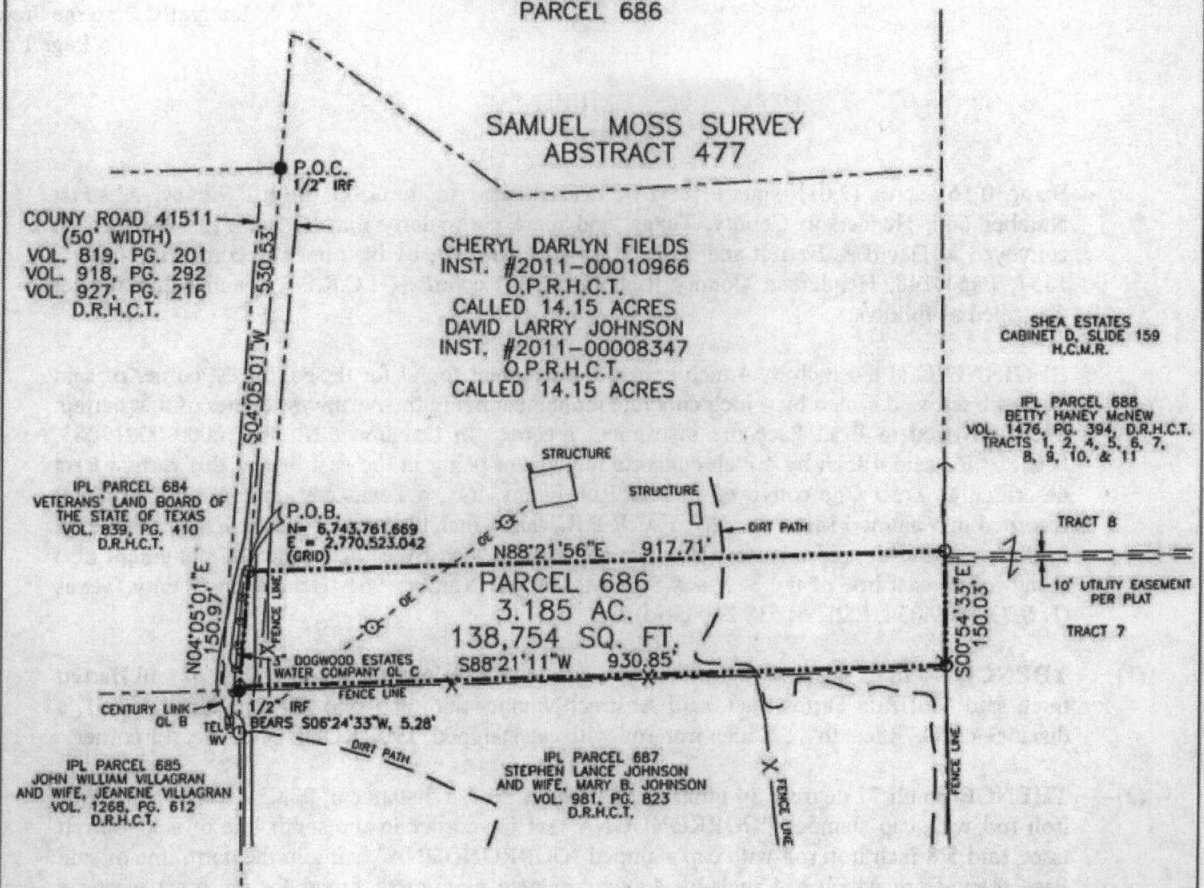 PARCEL 686
SAMUEL MOSS SURVEY
ABSTRACT 477
P.O.C.
1/2" IRF
COUNY ROAD 41511
(50' WIDTH)
VOL. 819, PG. 201
VOL. 918, PG. 292
VOL. 927, PG. 216
D.R.H.C.T.
530.53'
S04°05'01"W
CHERYL DARLYN FIELDS
INST. #2011-00010966
O.P.R.H.C.T.
CALLED 14.15 ACRES
DAVID LARRY JOHNSON
INST. #2011-00008347
O.P.R.H.C.T.
CALLED 14.15 ACRES
SHEA ESTATES
CABINET D, SLIDE 159
H.C.M.R.
IPL PARCEL 688
BETTY HANEY McNEW
VOL. 1476, PG. 394, D.R.H.C.T.
TRACTS 1, 2, 4, 5, 6, 7,
8, 9, 10, & 11
STRUCTURE
STRUCTURE
IPL PARCEL 684
VETERANS' LAND BOARD OF
THE STATE OF TEXAS
VOL. 839, PG. 410
D.R.H.C.T.
P.O.B.
N= 6,743,761.669
E = 2,770,523.042
(GRID)
OE
DIRT PATH
TRACT 8
N88°21'56"E 917.71'
PARCEL 686
3.185 AC.
138,754 SQ. FT.
S88°21'11"W 930.85'
OE
FENCE LINE
X
N04°05'01"E
150.97'
S00°54'33"E
150.03'
10' UTILITY EASEMENT
PER PLAT
TRACT 7
3" DOGWOOD ESTATES
WATER COMPANY QL C
FENCE LINE
X
X
CENTURY LINK
QL B
1/2" IRF
BEARS S06°24'33"W, 5.28'
TEL
WV
DIRT PATH
IPL PARCEL 685
JOHN WILLIAM VILLAGRAN
AND WIFE, JEANENE VILLAGRAN
VOL. 1268, PG. 612
D.R.H.C.T.
IPL PARCEL 687
STEPHEN LANCE JOHNSON
AND WIFE, MARY B. JOHNSON
VOL. 981, PG. 823
D.R.H.C.T.
X
FENCE LINE
FENCE LINE